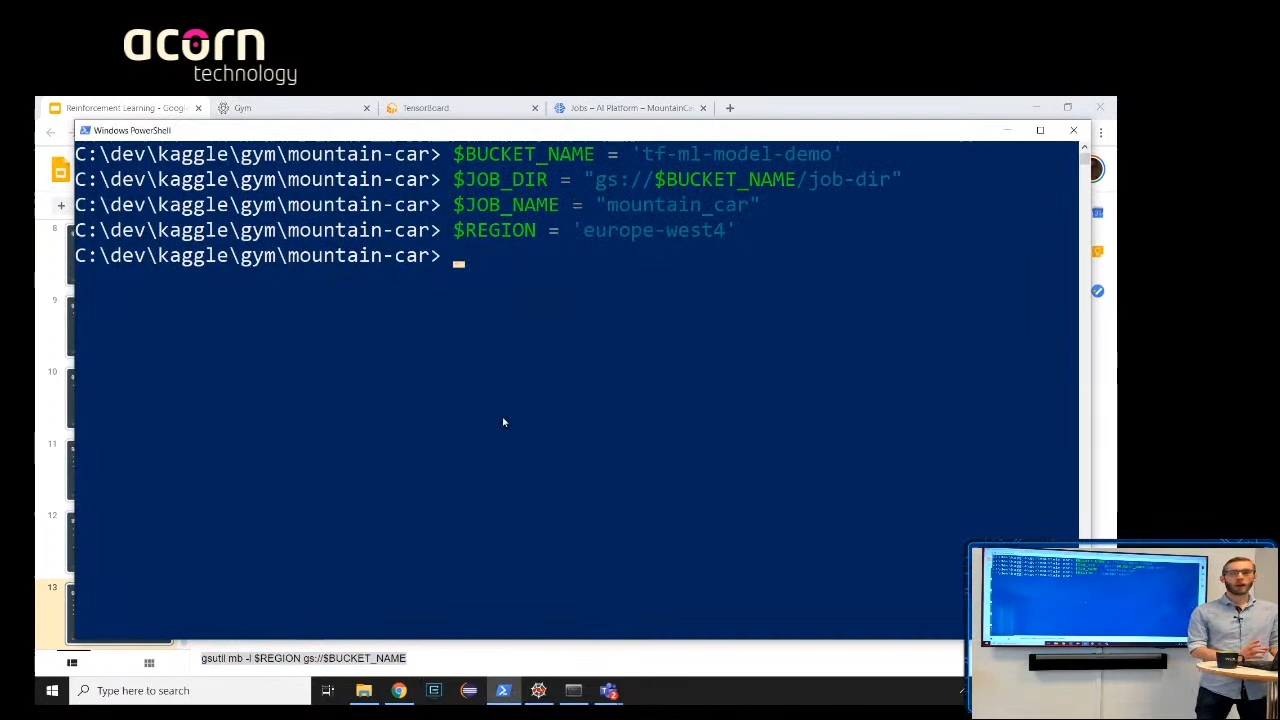 acorn
technology
Reinforcement Learning - Googl
Gym
TensorBoard
Jobs – AI Platform – MountainCa
Windows PowerShell
C:\dev\kaggle\gym\mountain-car> $BUCKET_NAME = 'tf-ml-model-demo'
C:\dev\kaggle\gym\mountain-car> $JOB_DIR = "gs://$BUCKET_NAME/job-dir"
C:\dev\kaggle\gym\mountain-car> $JOB_NAME = "mountain_car"
C:\dev\kaggle\gym\mountain-car> $REGION = 'europe-west4'
C:\dev\kaggle\gym\mountain-car>
8
9
10
11
12
13
gsutil mb -l $REGION gs://$BUCKET_NAME
Type here to search